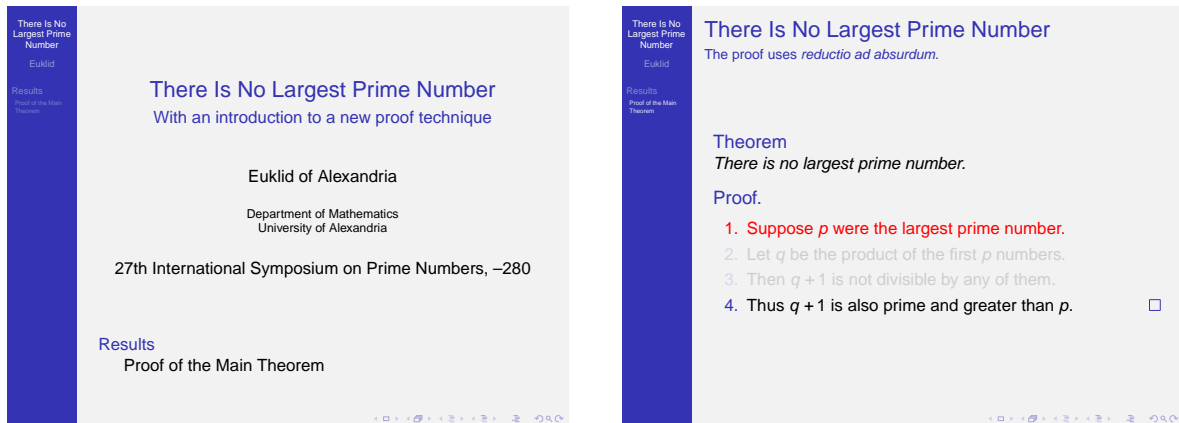 There Is No
Largest Prime
Number
Euklid
Results
Proof of the Main
Theorem
There Is No Largest Prime Number
With an introduction to a new proof technique
Euklid of Alexandria
Department of Mathematics
University of Alexandria
27th International Symposium on Prime Numbers, –280
Results
Proof of the Main Theorem
There Is No
Largest Prime
Number
Euklid
Results
Proof of the Main
Theorem
There Is No Largest Prime Number
The proof uses reductio ad absurdum.
Theorem
There is no largest prime number.
Proof.
1. Suppose p were the largest prime number.
2. Let q be the product of the first p numbers.
3. Then q + 1 is not divisible by any of them.
4. Thus q + 1 is also prime and greater than p.